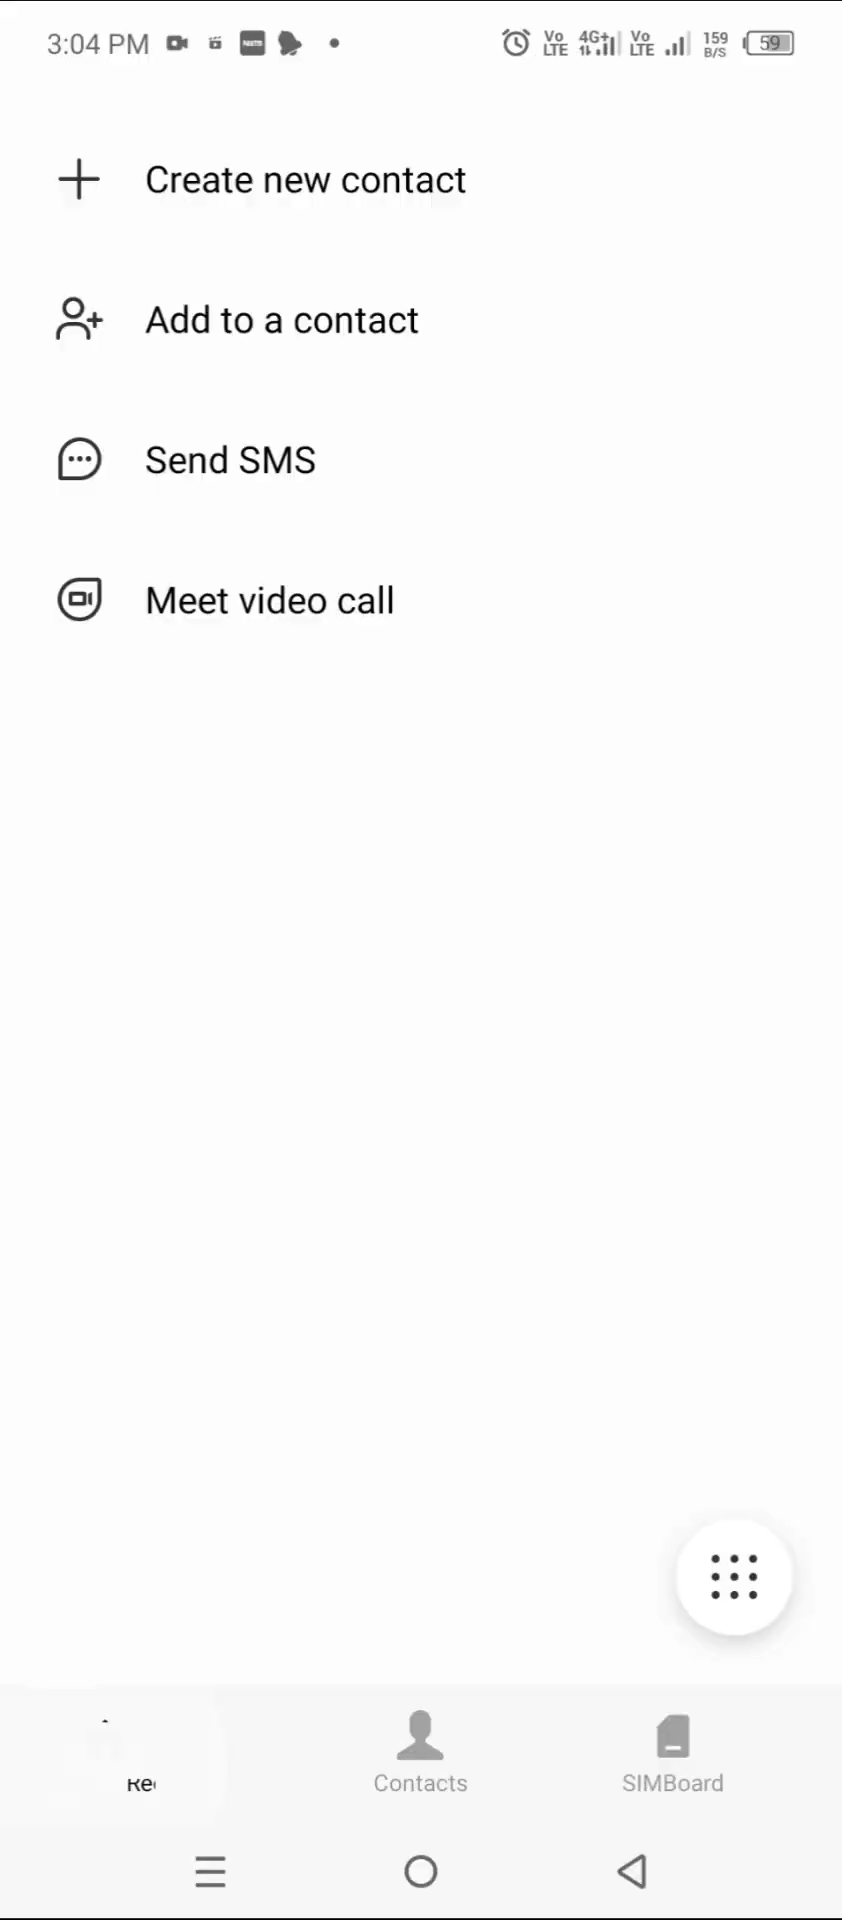 3:04 PM
Vo LTE 4G+ Vo LTE 159 B/S 59
Create new contact
Add to a contact
Send SMS
Meet video call
Contacts
SIMBoard